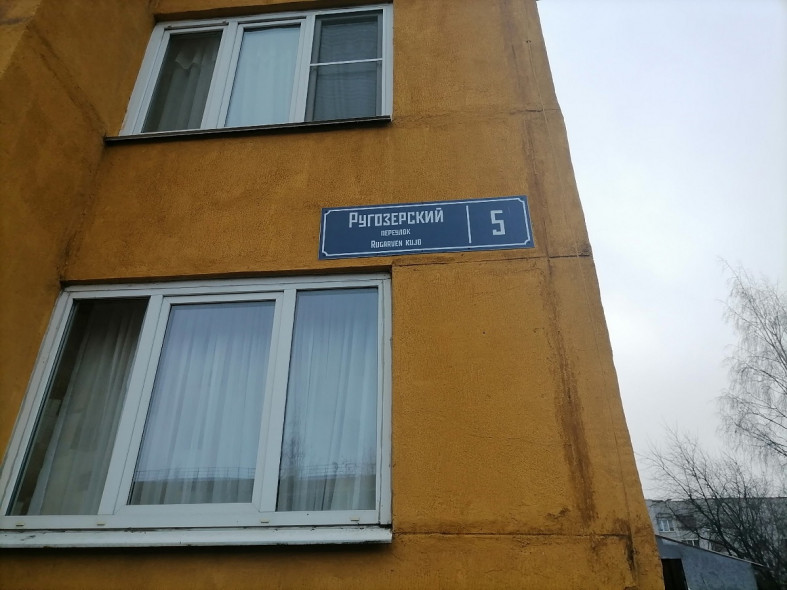 Ругозерский
переулок
Rugarven kujo
5